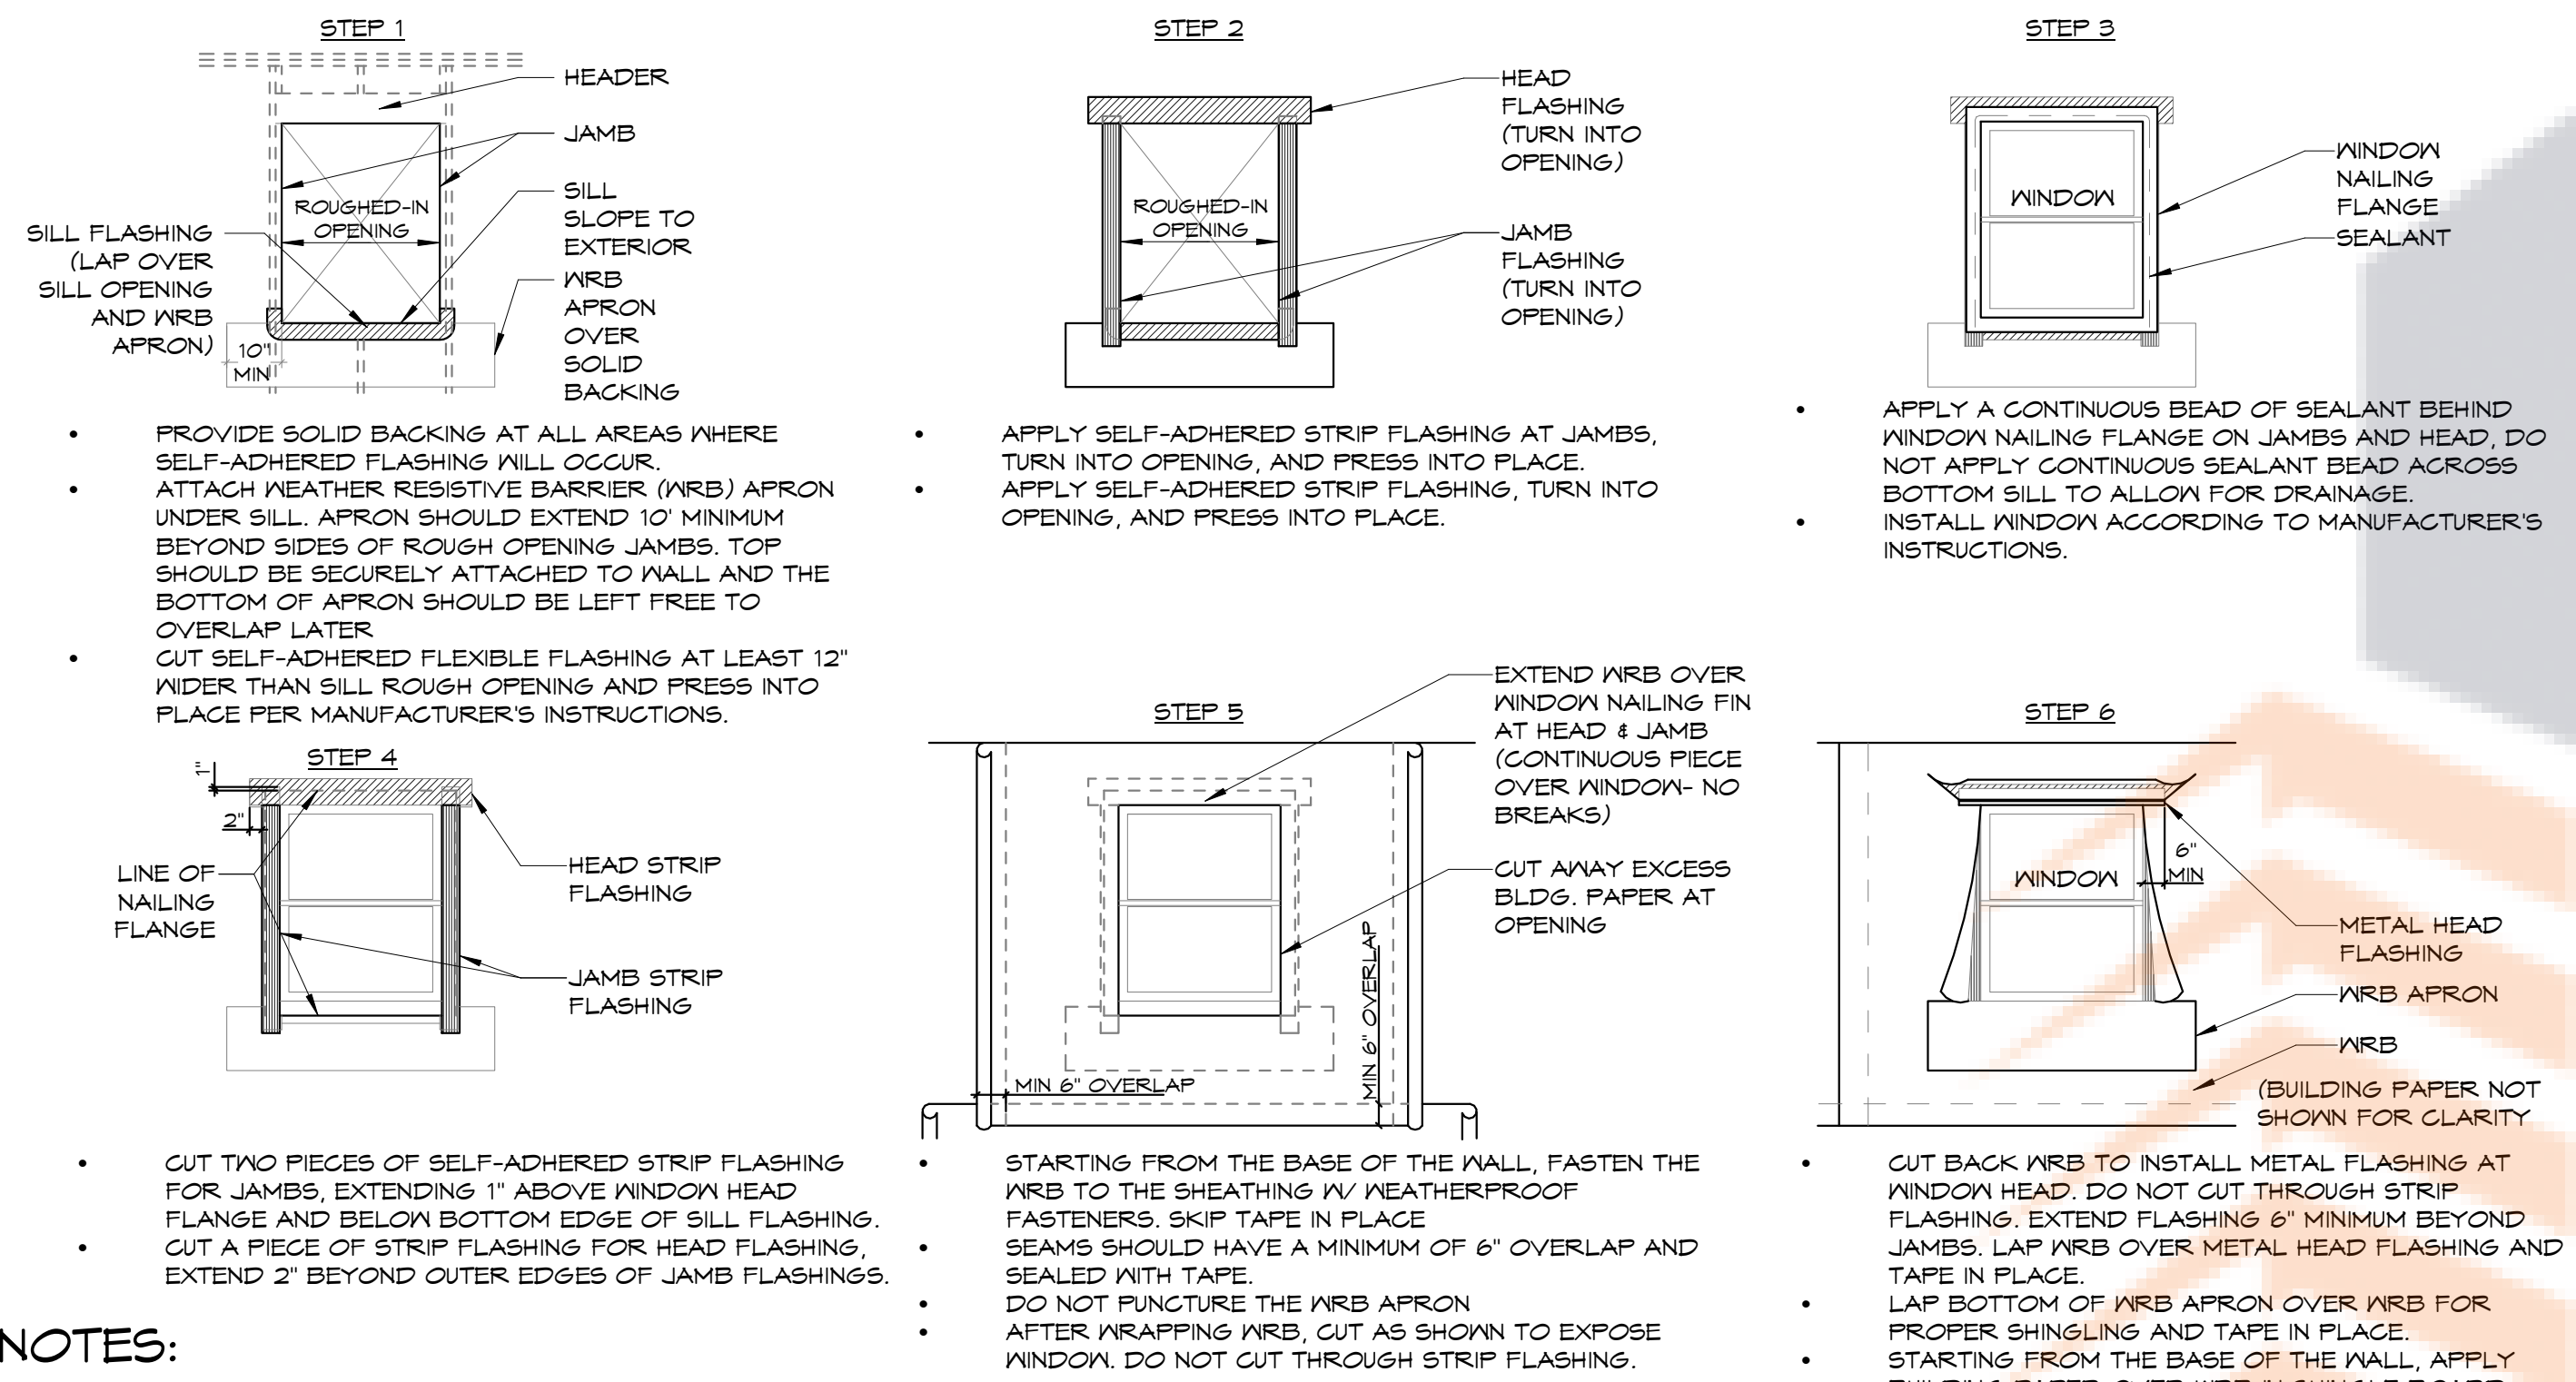 STEP 1
HEADER
JAMB
SILL
SLOPE TO
EXTERIOR
WRB
APRON
OVER
SOLID
BACKING
ROUGHED-IN
OPENING
SILL FLASHING
(LAP OVER
SILL OPENING
AND WRB
APRON)
10"
MIN
• PROVIDE SOLID BACKING AT ALL AREAS WHERE
SELF-ADHERED FLASHING WILL OCCUR.
• ATTACH WEATHER RESISTIVE BARRIER (WRB) APRON
UNDER SILL. APRON SHOULD EXTEND 10' MINIMUM
BEYOND SIDES OF ROUGH OPENING JAMBS. TOP
SHOULD BE SECURELY ATTACHED TO WALL AND THE
BOTTOM OF APRON SHOULD BE LEFT FREE TO
OVERLAP LATER
• CUT SELF-ADHERED FLEXIBLE FLASHING AT LEAST 12"
WIDER THAN SILL ROUGH OPENING AND PRESS INTO
PLACE PER MANUFACTURER'S INSTRUCTIONS.
STEP 2
HEAD
FLASHING
(TURN INTO
OPENING)
ROUGHED-IN
OPENING
JAMB
FLASHING
(TURN INTO
OPENING)
• APPLY SELF-ADHERED STRIP FLASHING AT JAMBS,
TURN INTO OPENING, AND PRESS INTO PLACE.
• APPLY SELF-ADHERED STRIP FLASHING, TURN INTO
OPENING, AND PRESS INTO PLACE.
STEP 3
WINDOW
WINDOW
NAILING
FLANGE
SEALANT
• APPLY A CONTINUOUS BEAD OF SEALANT BEHIND
WINDOW NAILING FLANGE ON JAMBS AND HEAD, DO
NOT APPLY CONTINUOUS SEALANT BEAD ACROSS
BOTTOM SILL TO ALLOW FOR DRAINAGE.
• INSTALL WINDOW ACCORDING TO MANUFACTURER'S
INSTRUCTIONS.
STEP 4
1"
2"
LINE OF
NAILING
FLANGE
HEAD STRIP
FLASHING
JAMB STRIP
FLASHING
• CUT TWO PIECES OF SELF-ADHERED STRIP FLASHING
FOR JAMBS, EXTENDING 1" ABOVE WINDOW HEAD
FLANGE AND BELOW BOTTOM EDGE OF SILL FLASHING.
• CUT A PIECE OF STRIP FLASHING FOR HEAD FLASHING,
EXTEND 2" BEYOND OUTER EDGES OF JAMB FLASHINGS.
STEP 5
EXTEND WRB OVER
WINDOW NAILING FIN
AT HEAD & JAMB
(CONTINUOUS PIECE
OVER WINDOW- NO
BREAKS)
CUT AWAY EXCESS
BLDG. PAPER AT
OPENING
MIN 6" OVERLAP
MIN 6" OVERLAP
• STARTING FROM THE BASE OF THE WALL, FASTEN THE
WRB TO THE SHEATHING W/ WEATHERPROOF
FASTENERS. SKIP TAPE IN PLACE
• SEAMS SHOULD HAVE A MINIMUM OF 6" OVERLAP AND
SEALED WITH TAPE.
• DO NOT PUNCTURE THE WRB APRON
• AFTER WRAPPING WRB, CUT AS SHOWN TO EXPOSE
WINDOW. DO NOT CUT THROUGH STRIP FLASHING.
STEP 6
WINDOW
6"
MIN
METAL HEAD
FLASHING
WRB APRON
WRB
(BUILDING PAPER NOT
SHOWN FOR CLARITY
• CUT BACK WRB TO INSTALL METAL FLASHING AT
WINDOW HEAD. DO NOT CUT THROUGH STRIP
FLASHING. EXTEND FLASHING 6" MINIMUM BEYOND
JAMBS. LAP WRB OVER METAL HEAD FLASHING AND
TAPE IN PLACE.
• LAP BOTTOM OF WRB APRON OVER WRB FOR
PROPER SHINGLING AND TAPE IN PLACE.
• STARTING FROM THE BASE OF THE WALL, APPLY
NOTES: